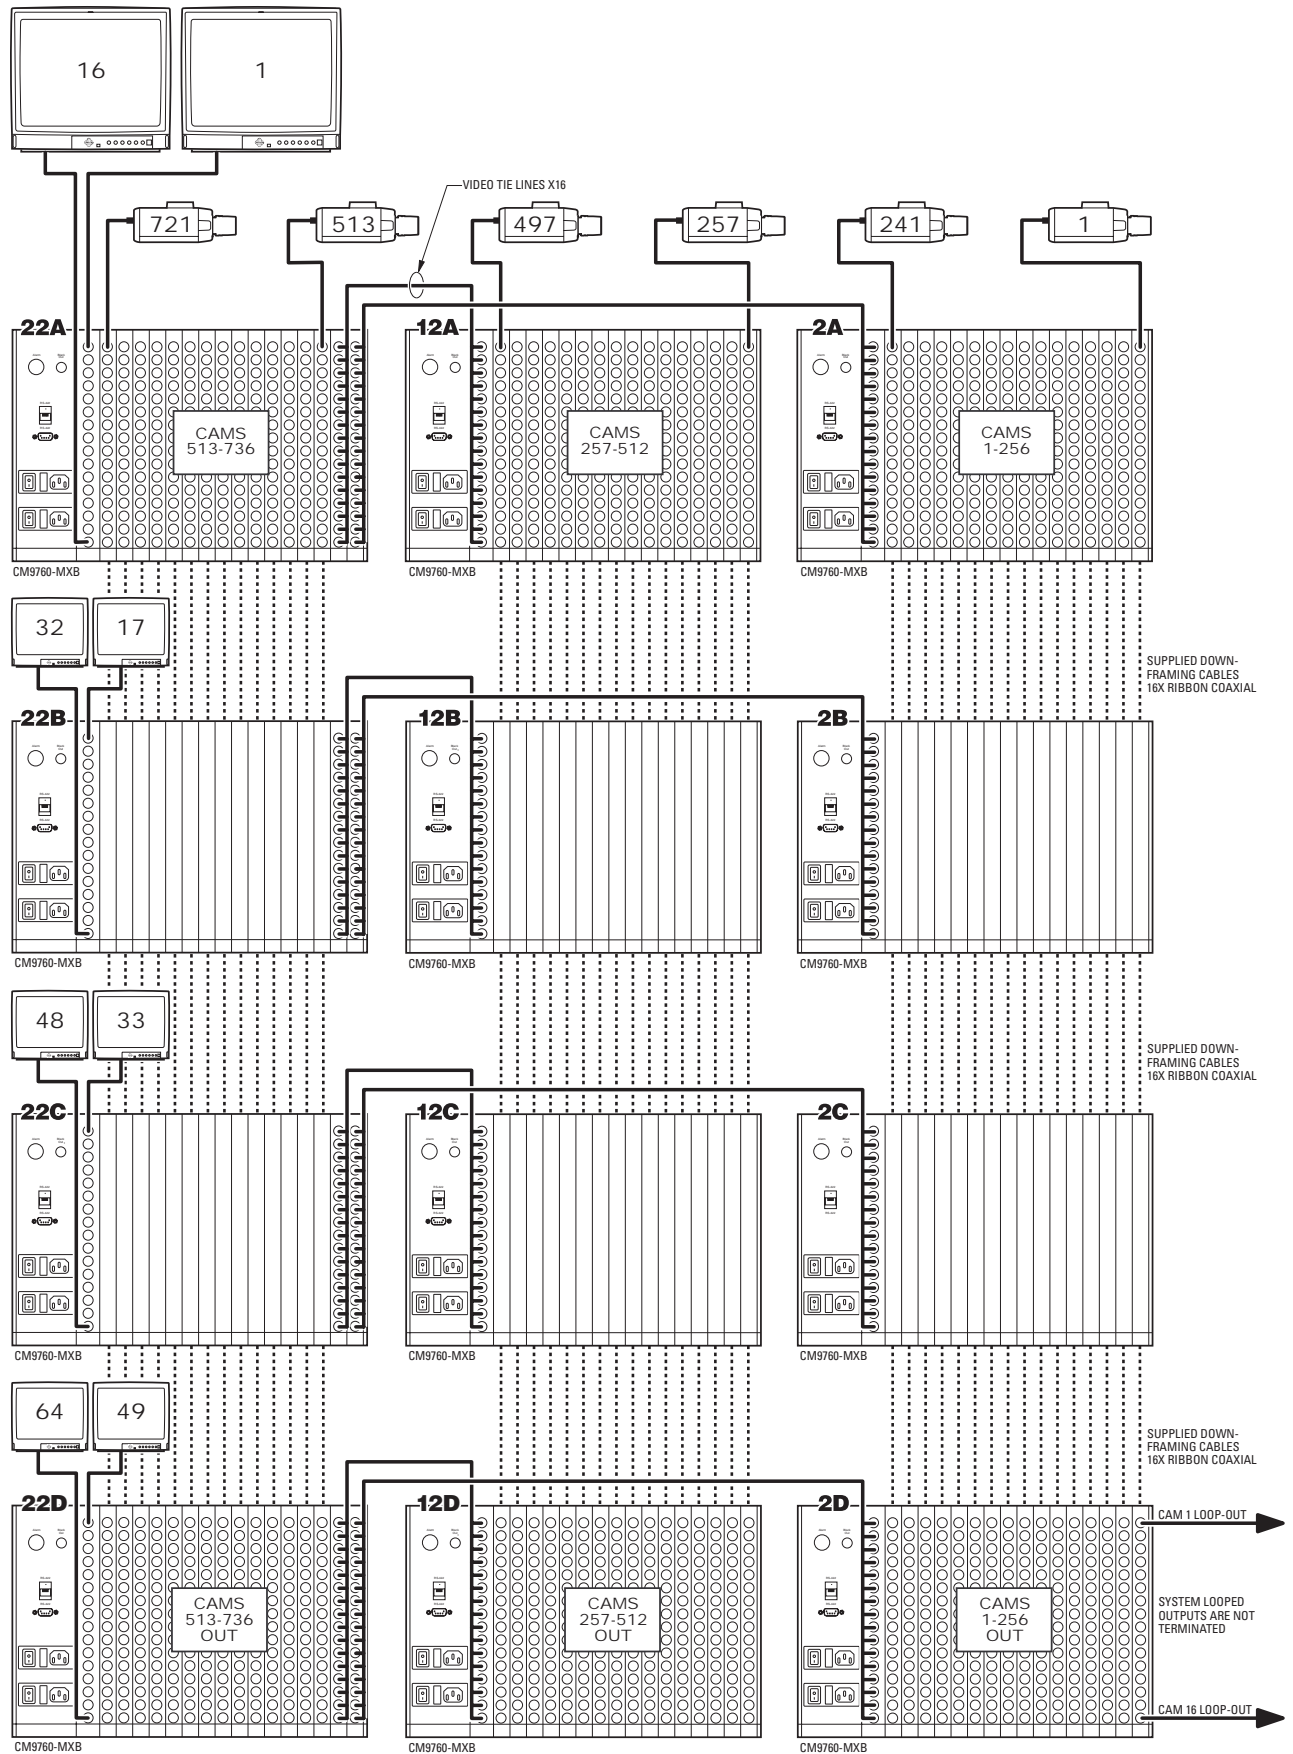 16
1
VIDEO TIE LINES X16
721
513
497
257
241
1
22A
12A
2A
CAMS
513-736
CAMS
257-512
CAMS
1-256
CM9760-MXB
CM9760-MXB
CM9760-MXB
32
17
SUPPLIED DOWN-
FRAMING CABLES
16X RIBBON COAXIAL
22B
12B
2B
CM9760-MXB
CM9760-MXB
CM9760-MXB
48
33
SUPPLIED DOWN-
FRAMING CABLES
16X RIBBON COAXIAL
22C
12C
2C
CM9760-MXB
CM9760-MXB
CM9760-MXB
64
49
SUPPLIED DOWN-
FRAMING CABLES
16X RIBBON COAXIAL
22D
12D
2D
CAM 1 LOOP-OUT
CAMS
513-736
OUT
CAMS
257-512
OUT
CAMS
1-256
OUT
SYSTEM LOOPED
OUTPUTS ARE NOT
TERMINATED
CAM 16 LOOP-OUT
CM9760-MXB
CM9760-MXB
CM9760-MXB